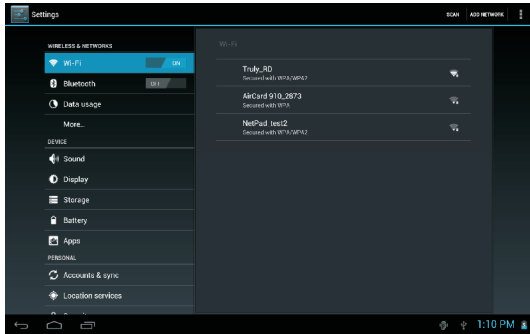 Settings
SCAN ADD NETWORK
WIRELESS & NETWORKS
Wi-Fi ON
Bluetooth OFF
Data usage
More...
DEVICE
Sound
Display
Storage
Battery
Apps
PERSONAL
Accounts & sync
Location services
Wi-Fi
Truly_RD
Secured with WPA/WPA2
AirCard 910_2873
Secured with WPA
NetPad_test2
Secured with WPA/WPA2
1:10 PM